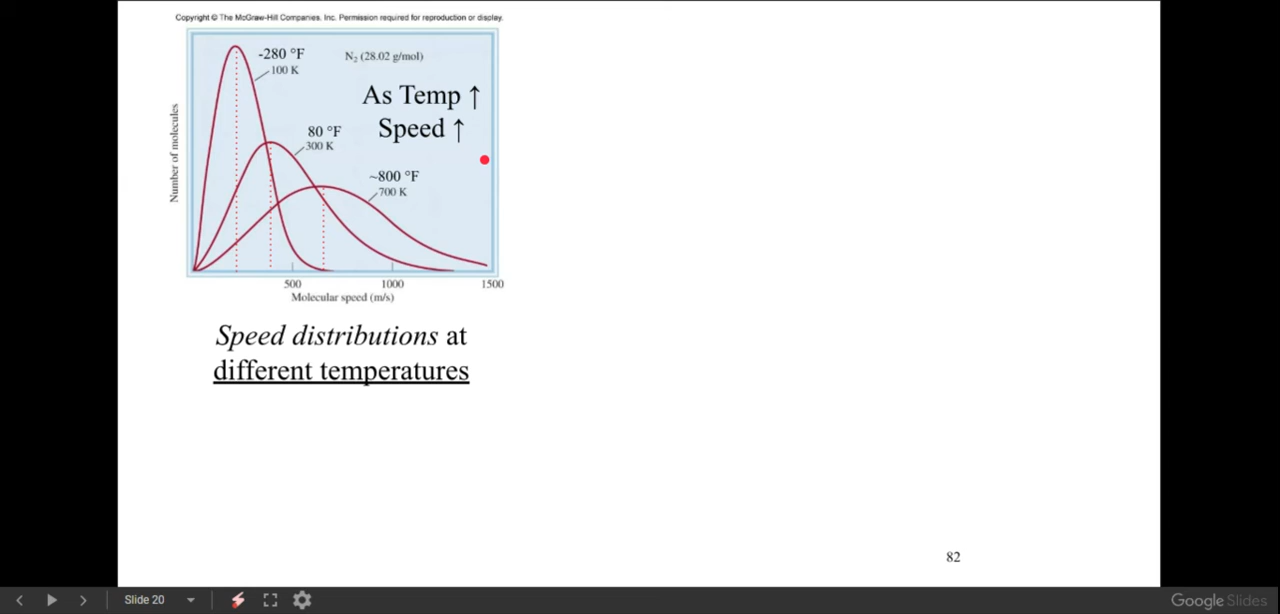 Copyright © The McGraw-Hill Companies, Inc. Permission required for reproduction or display.
-280 °F
100 K
N₂ (28.02 g/mol)
As Temp ↑
Speed ↑
80 °F
300 K
~800 °F
700 K
Number of molecules
500
1000
1500
Molecular speed (m/s)
Speed distributions at
different temperatures
82
Slide 20
Google Slides